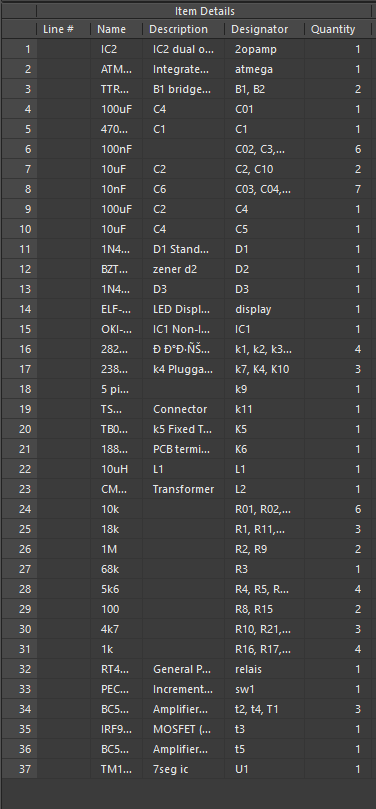 Item Details
Line # Name Description Designator Quantity
1 IC2 IC2 dual o... 2opamp 1
2 ATM... Integrate... atmega 1
3 TTR... B1 bridge... B1, B2 2
4 100uF C4 C01 1
5 470... C1 C1 1
6 100nF C02, C3,... 6
7 10uF C2 C2, C10 2
8 10nF C6 C03, C04,... 7
9 100uF C2 C4 1
10 10uF C4 C5 1
11 1N4... D1 Stand... D1 1
12 BZT... zener d2 D2 1
13 1N4... D3 D3 1
14 ELF-... LED Displ... display 1
15 OKI-... IC1 Non-I... IC1 1
16 282... Ð Ð°Ð·ÑŠ... k1, k2, k3... 4
17 238... k4 Plugga... k7, K4, K10 3
18 5 pi... k9 1
19 TS... Connector k11 1
20 TB0... k5 Fixed T... K5 1
21 188... PCB termi... K6 1
22 10uH L1 L1 1
23 CM... Transformer L2 1
24 10k R01, R02,... 6
25 18k R1, R11,... 3
26 1M R2, R9 2
27 68k R3 1
28 5k6 R4, R5, R... 4
29 100 R8, R15 2
30 4k7 R10, R21,... 3
31 1k R16, R17,... 4
32 RT4... General P... relais 1
33 PEC... Increment... sw1 1
34 BC5... Amplifier... t2, t4, T1 3
35 IRF9... MOSFET (... t3 1
36 BC5... Amplifier... t5 1
37 TM1... 7seg ic U1 1